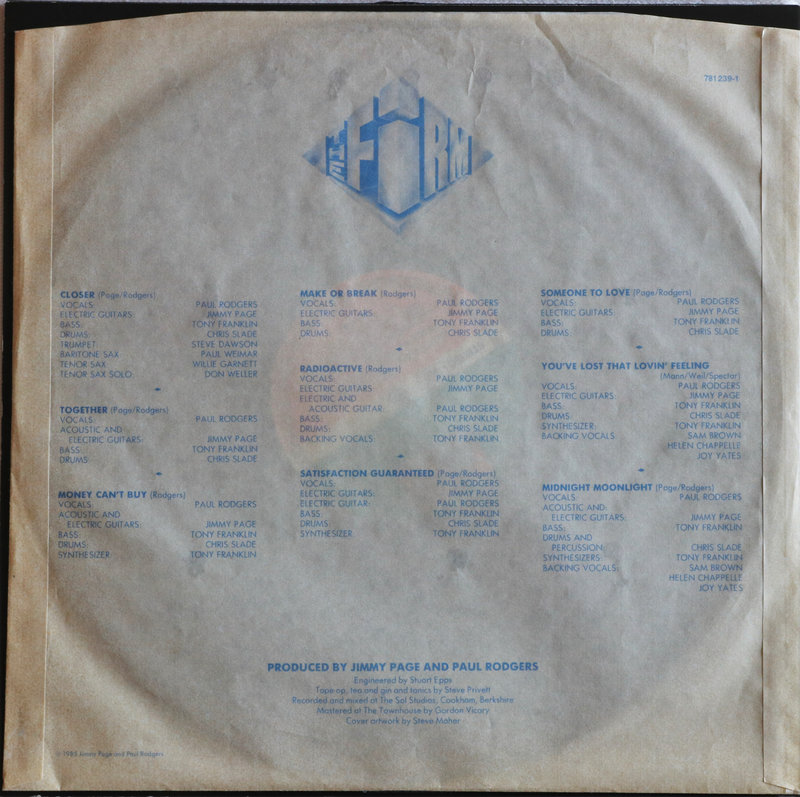 781239-1
THE FIRM
CLOSER (Page/Rodgers)
VOCALS: PAUL RODGERS
ELECTRIC GUITARS: JIMMY PAGE
BASS: TONY FRANKLIN
DRUMS: CHRIS SLADE
TRUMPET: STEVE DAWSON
BARITONE SAX PAUL WEIMAR
TENOR SAX WILLIE GARNETT
TENOR SAX SOLO: DON WELLER
TOGETHER (Page/Rodgers)
VOCALS: PAUL RODGERS
ACOUSTIC AND
ELECTRIC GUITARS: JIMMY PAGE
BASS: TONY FRANKLIN
DRUMS: CHRIS SLADE
MONEY CAN'T BUY (Rodgers)
VOCALS: PAUL RODGERS
ACOUSTIC AND
ELECTRIC GUITARS: JIMMY PAGE
BASS: TONY FRANKLIN
DRUMS: CHRIS SLADE
SYNTHESIZER: TONY FRANKLIN
MAKE OR BREAK (Rodgers)
VOCALS: PAUL RODGERS
ELECTRIC GUITARS: JIMMY PAGE
BASS: TONY FRANKLIN
DRUMS: CHRIS SLADE
RADIOACTIVE (Rodgers)
VOCALS: PAUL RODGERS
ELECTRIC GUITARS JIMMY PAGE
ELECTRIC AND
ACOUSTIC GUITAR: PAUL RODGERS
BASS: TONY FRANKLIN
DRUMS: CHRIS SLADE
BACKING VOCALS: TONY FRANKLIN
SATISFACTION GUARANTEED (Page/Rodgers)
VOCALS: PAUL RODGERS
ELECTRIC GUITARS: JIMMY PAGE
ELECTRIC GUITAR: PAUL RODGERS
BASS: TONY FRANKLIN
DRUMS: CHRIS SLADE
SYNTHESIZER TONY FRANKLIN
SOMEONE TO LOVE (Page/Rodgers)
VOCALS: PAUL RODGERS
ELECTRIC GUITARS: JIMMY PAGE
BASS: TONY FRANKLIN
DRUMS: CHRIS SLADE
YOU'VE LOST THAT LOVIN' FEELING
(Mann/Weil/Spector)
VOCALS: PAUL RODGERS
ELECTRIC GUITARS: JIMMY PAGE
BASS: TONY FRANKLIN
DRUMS: CHRIS SLADE
SYNTHESIZER: TONY FRANKLIN
BACKING VOCALS SAM BROWN
HELEN CHAPPELLE
JOY YATES
MIDNIGHT MOONLIGHT (Page/Rodgers)
VOCALS: PAUL RODGERS
ACOUSTIC AND:
ELECTRIC GUITARS: JIMMY PAGE
BASS: TONY FRANKLIN
DRUMS AND
PERCUSSION: CHRIS SLADE
SYNTHESIZERS: TONY FRANKLIN
BACKING VOCALS: SAM BROWN
HELEN CHAPPELLE
JOY YATES
PRODUCED BY JIMMY PAGE AND PAUL RODGERS
Engineered by Stuart Epps
Tape op, tea and gin and tonics by Steve Privett
Recorded and mixed at The Sol Studios, Cookham, Berkshire
Mastered at The Townhouse by Gordon Vicary
Cover artwork by Steve Maher
℗ 1985 Jimmy Page and Paul Rodgers